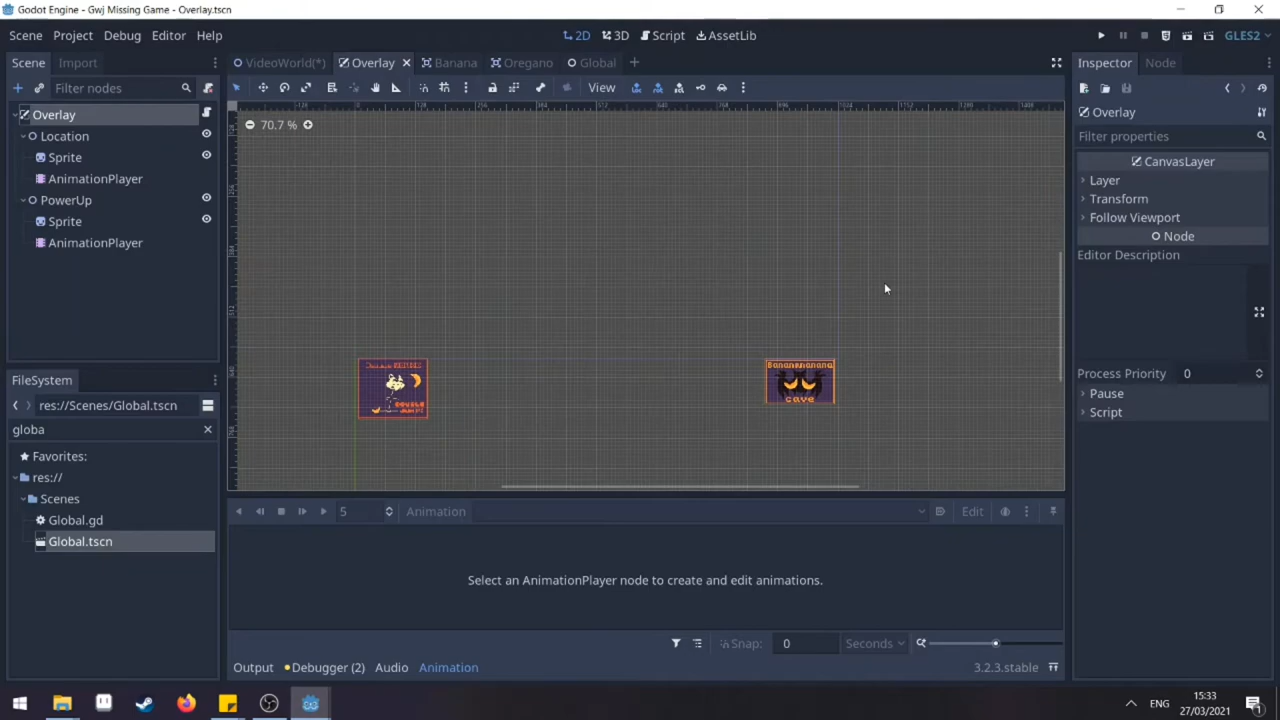 Godot Engine - Gwj Missing Game - Overlay.tscn
Scene Project Debug Editor Help
2D 3D Script AssetLib
GLES2
Scene Import
VideoWorld(*) Overlay Banana Oregano Global
Inspector Node
Filter nodes
View
Overlay
Location
Sprite
AnimationPlayer
PowerUp
Sprite
AnimationPlayer
70.7 %
Bananananana
cave
DOUBLE
JUMP!
Overlay
Filter properties
CanvasLayer
Layer
Transform
Follow Viewport
Node
Editor Description
Process Priority 0
Pause
Script
FileSystem
res://Scenes/Global.tscn
globa
Favorites:
res://
Scenes
Global.gd
Global.tscn
5 Animation Edit
Select an AnimationPlayer node to create and edit animations.
Snap: 0 Seconds
Output Debugger (2) Audio Animation 3.2.3.stable
ENG 15:33
27/03/2021
1